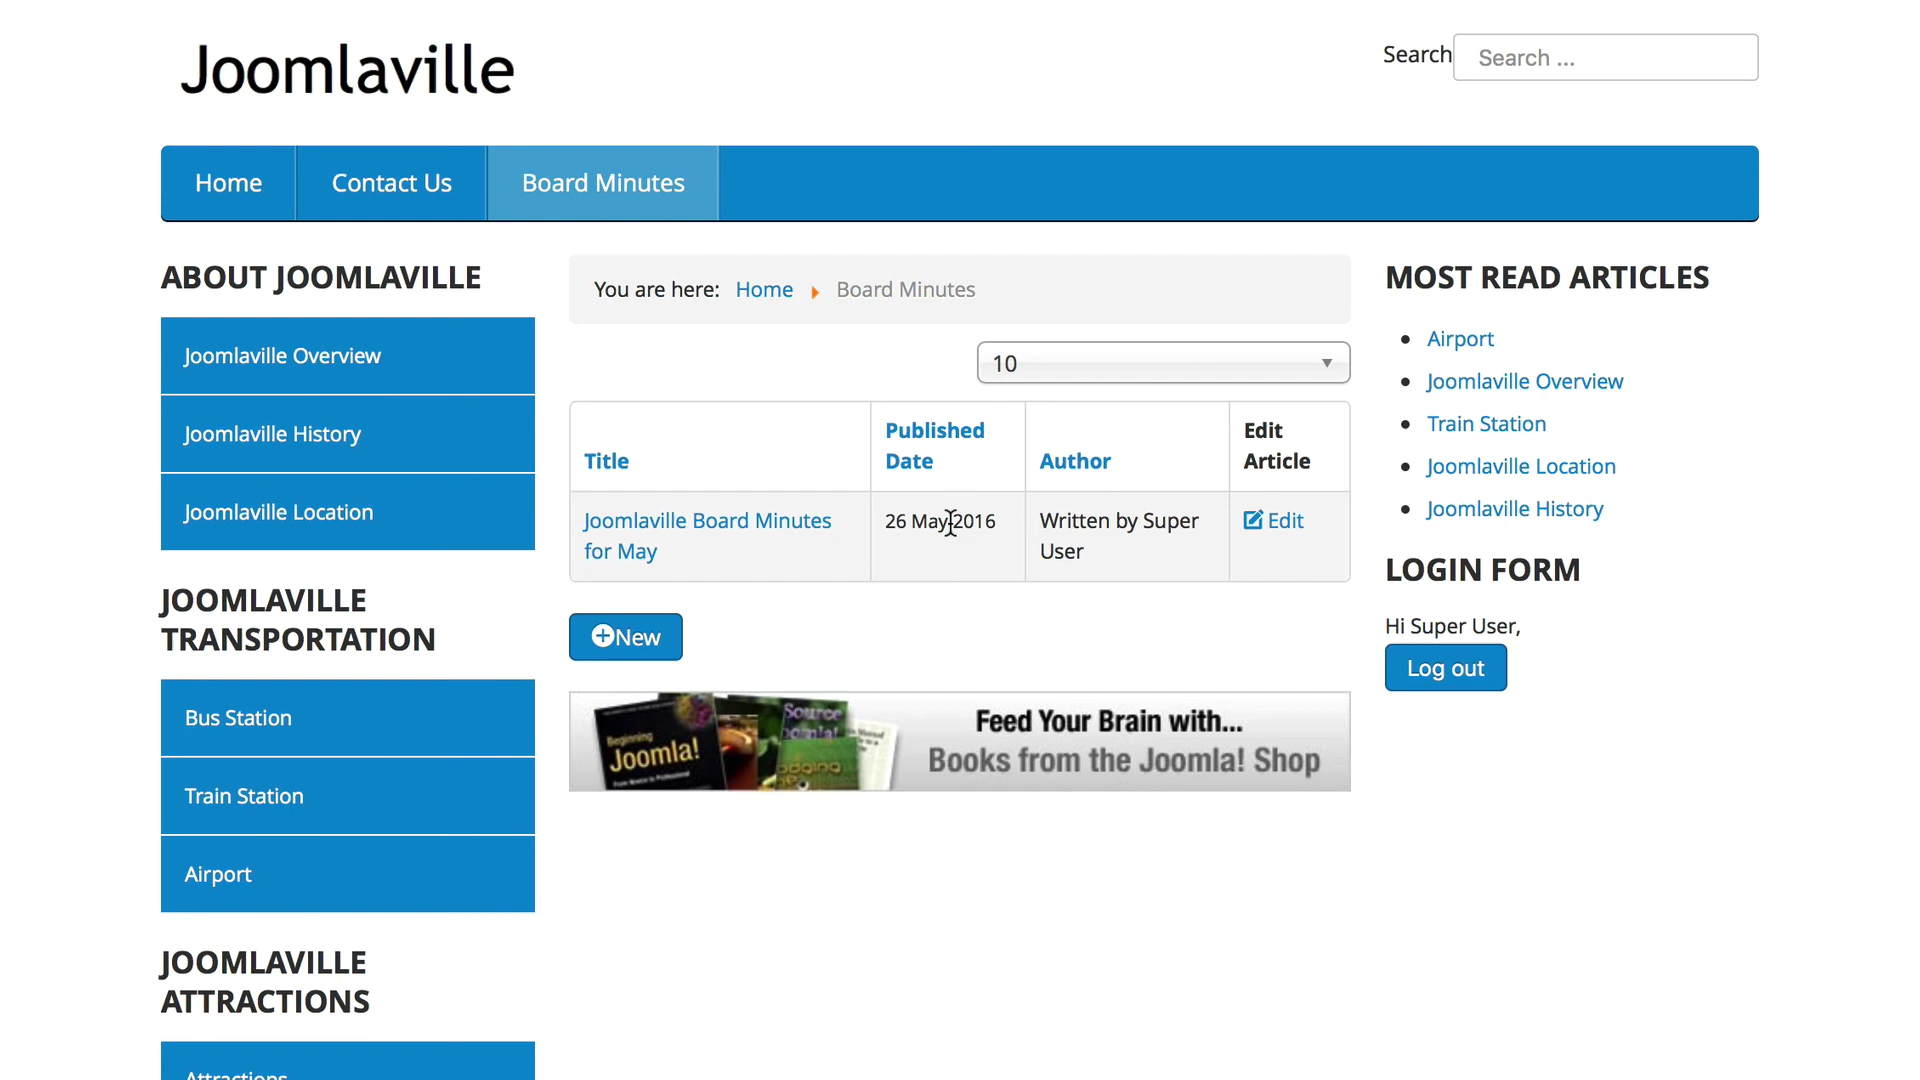 Joomlaville
Search
Search ...
Home
Contact Us
Board Minutes
ABOUT JOOMLAVILLE
Joomlaville Overview
Joomlaville History
Joomlaville Location
JOOMLAVILLE
TRANSPORTATION
Bus Station
Train Station
Airport
JOOMLAVILLE
ATTRACTIONS
Attractions
You are here: Home Board Minutes
10
Title
Published
Date
Author
Edit
Article
Joomlaville Board Minutes
for May
26 May 2016
Written by Super
User
Edit
New
Beginning
Joomla!
Source
Feed Your Brain with...
Books from the Joomla! Shop
MOST READ ARTICLES
Airport
Joomlaville Overview
Train Station
Joomlaville Location
Joomlaville History
LOGIN FORM
Hi Super User,
Log out